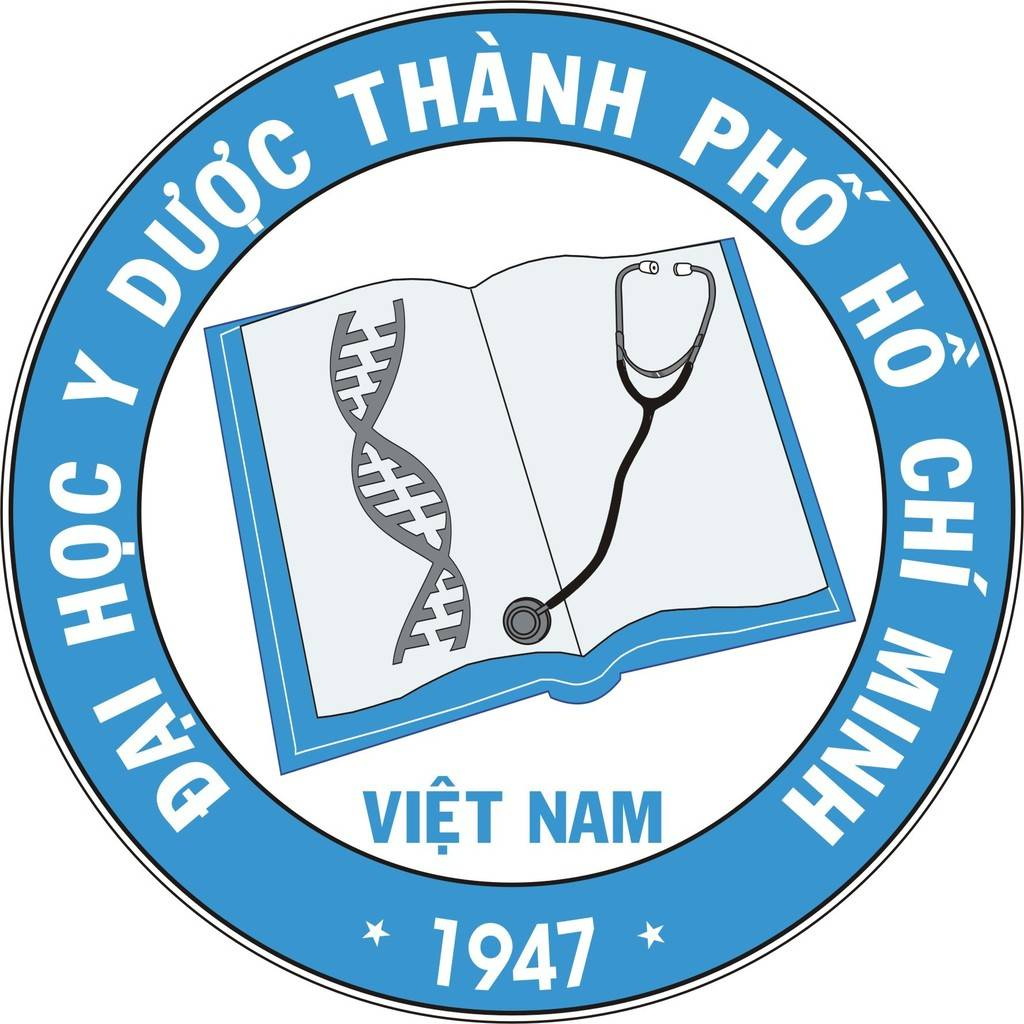 ĐẠI HỌC Y DƯỢC THÀNH PHỐ HỒ CHÍ MINH
VIỆT NAM
1947